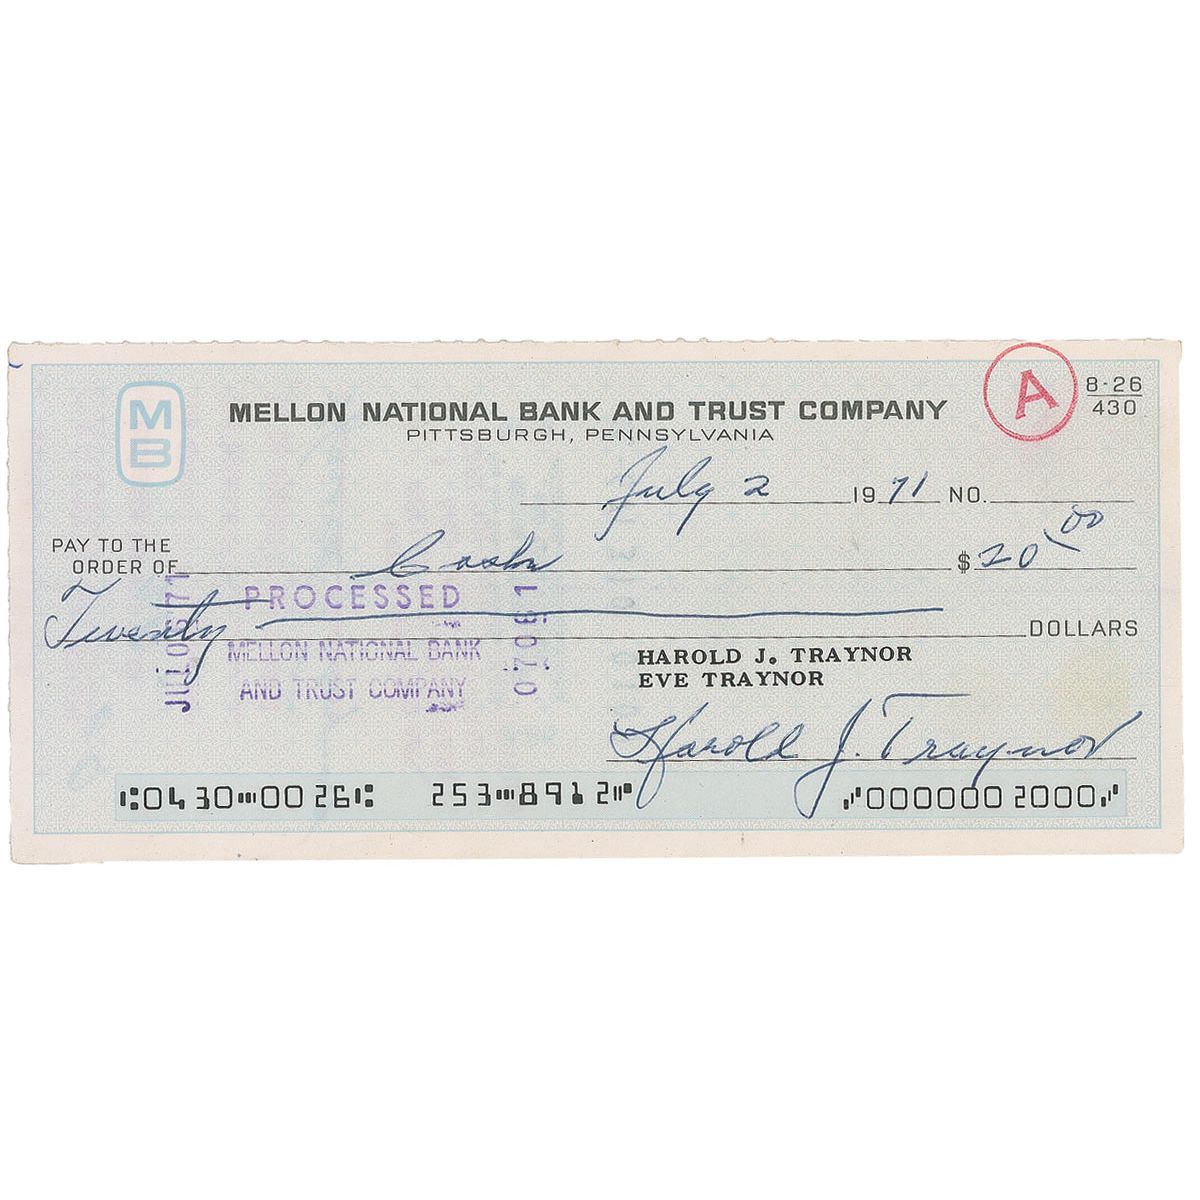 MB
MELLON NATIONAL BANK AND TRUST COMPANY
A
8-26
430
PITTSBURGH, PENNSYLVANIA
July 2 1971 NO.
PAY TO THE
ORDER OF Cash $20.00
Twenty DOLLARS
PROCESSED
MELLON NATIONAL BANK
AND TRUST COMPANY
HAROLD J. TRAYNOR
EVE TRAYNOR
Harold J. Traynor
⑆0430⑉0026⑆ 253⑉8912⑈ ⑇0000002000⑇